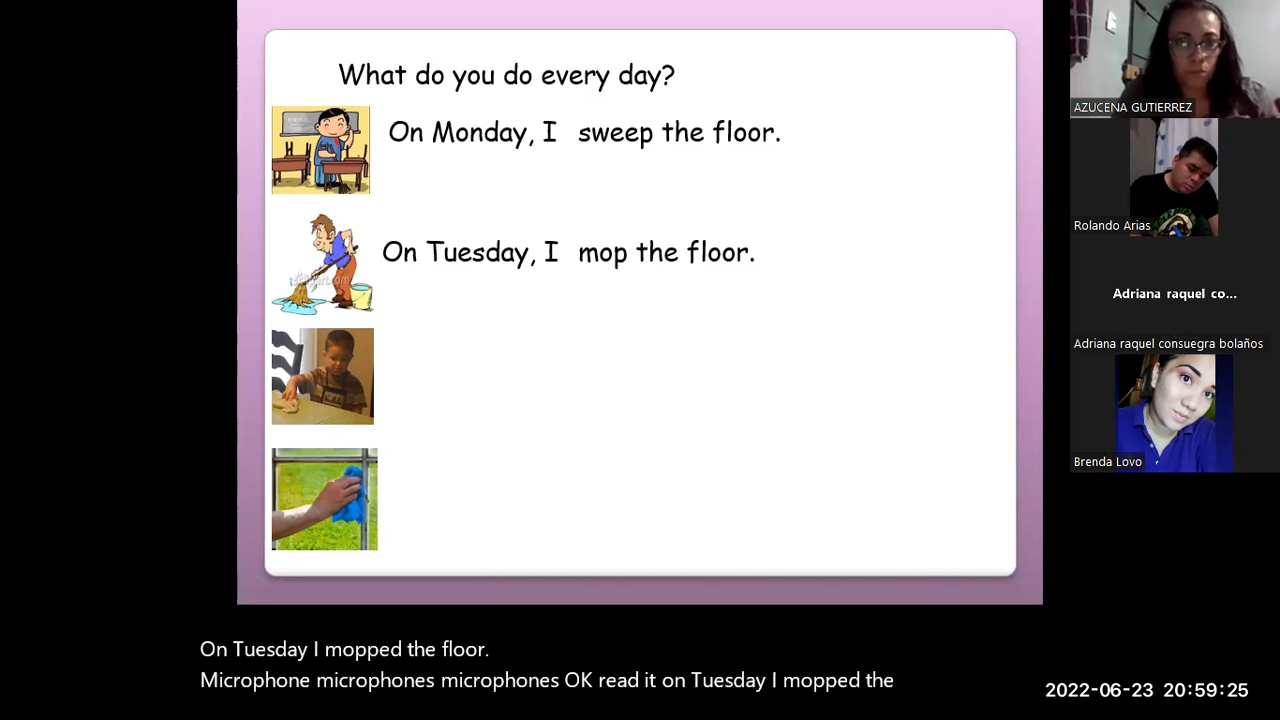 What do you do every day?
On Monday, I sweep the floor.
On Tuesday, I mop the floor.
On Tuesday I mopped the floor.
Microphone microphones microphones OK read it on Tuesday I mopped the
AZUCENA GUTIERREZ
Rolando Arias
Adriana raquel co...
Adriana raquel consuegra bolaños
Brenda Lovo
2022-06-23 20:59:25